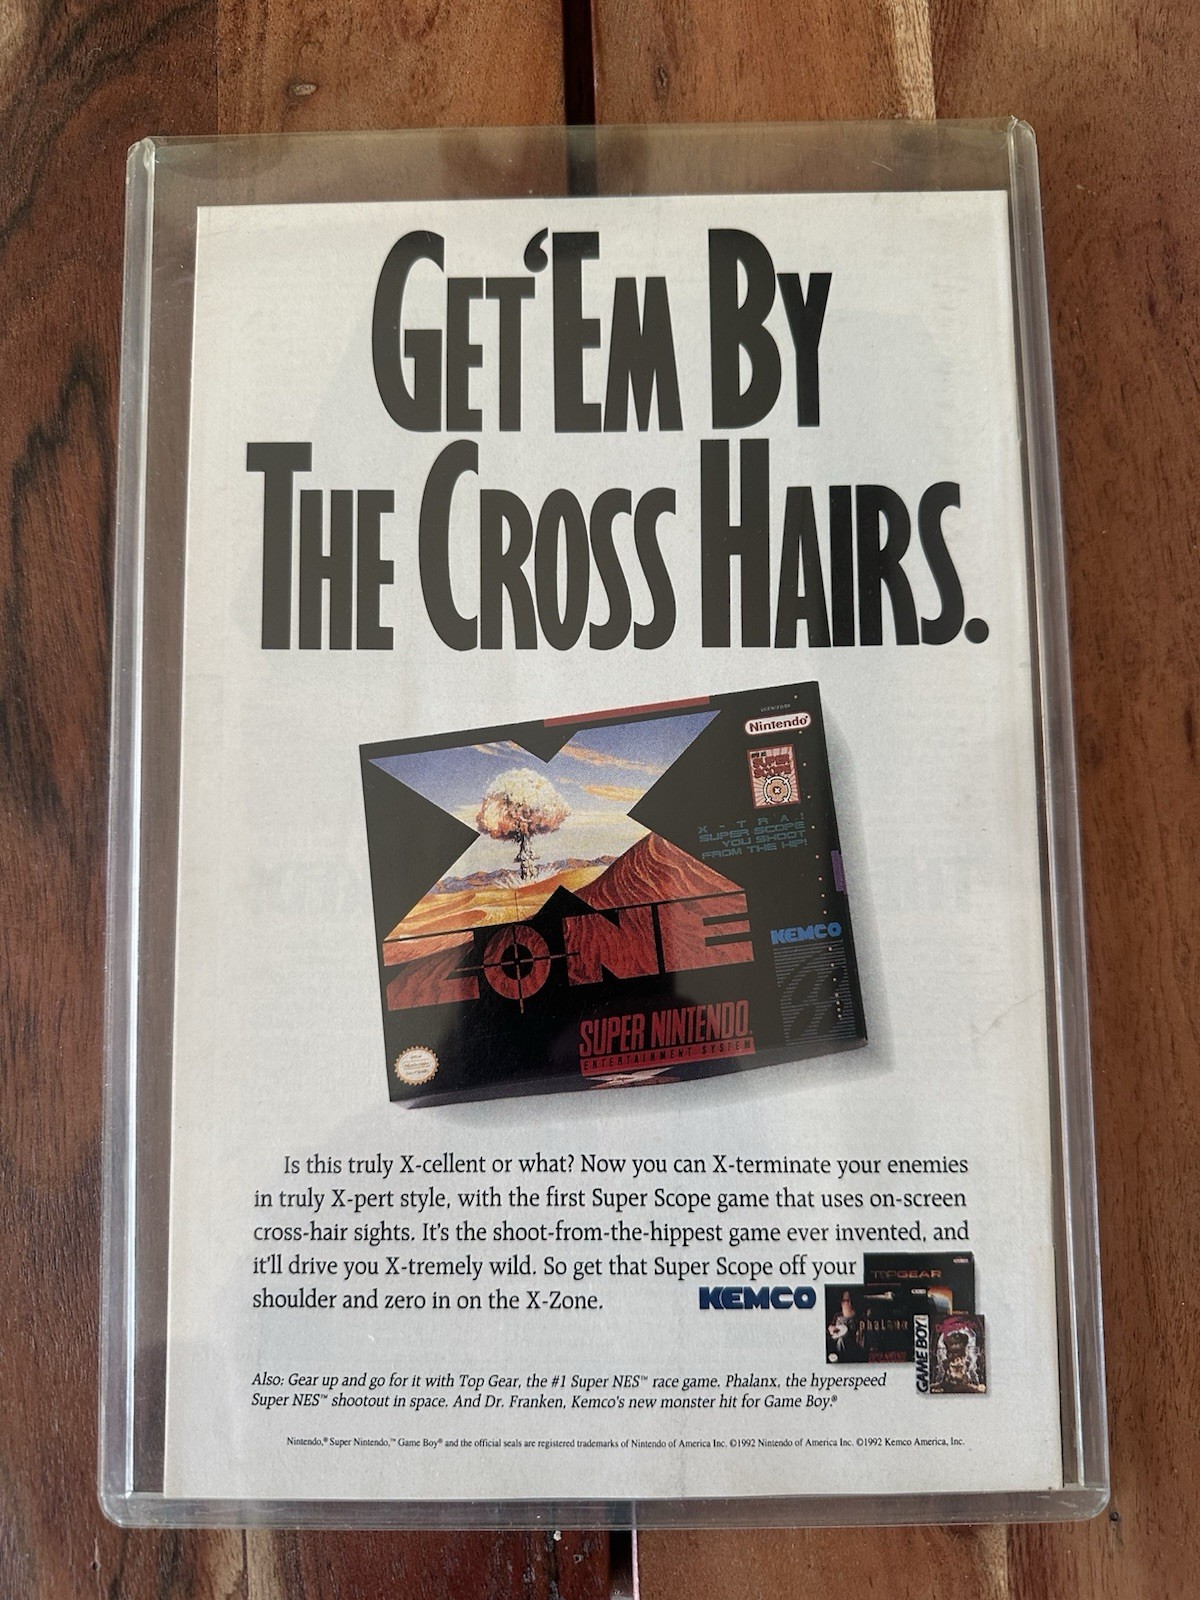 GET 'EM BY
THE CROSS HAIRS.
Nintendo
SUPER
SCOPE
X-TRA!
SUPER SCOPE
YOU SHOOT
FROM THE HIP!
X
ZONE
KEMCO
SUPER NINTENDO
ENTERTAINMENT SYSTEM
Is this truly X-cellent or what? Now you can X-terminate your enemies
in truly X-pert style, with the first Super Scope game that uses on-screen
cross-hair sights. It's the shoot-from-the-hippest game ever invented, and
it'll drive you X-tremely wild. So get that Super Scope off your
shoulder and zero in on the X-Zone.
KEMCO
TOP GEAR
phalanx
GAME BOY
Also: Gear up and go for it with Top Gear, the #1 Super NES™ race game. Phalanx, the hyperspeed
Super NES™ shootout in space. And Dr. Franken, Kemco's new monster hit for Game Boy.®
Nintendo,® Super Nintendo,™ Game Boy® and the official seals are registered trademarks of Nintendo of America Inc. ©1992 Nintendo of America Inc. ©1992 Kemco America, Inc.